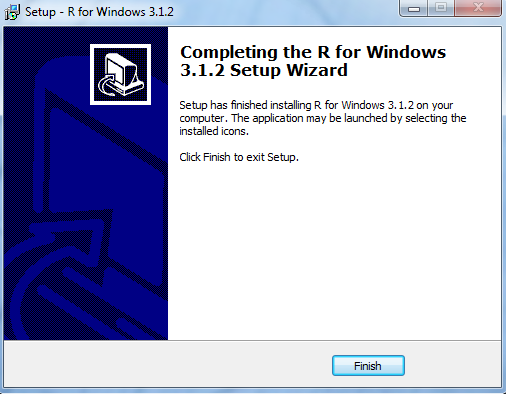 Setup - R for Windows 3.1.2
Completing the R for Windows
3.1.2 Setup Wizard
Setup has finished installing R for Windows 3.1.2 on your
computer. The application may be launched by selecting the
installed icons.
Click Finish to exit Setup.
Finish